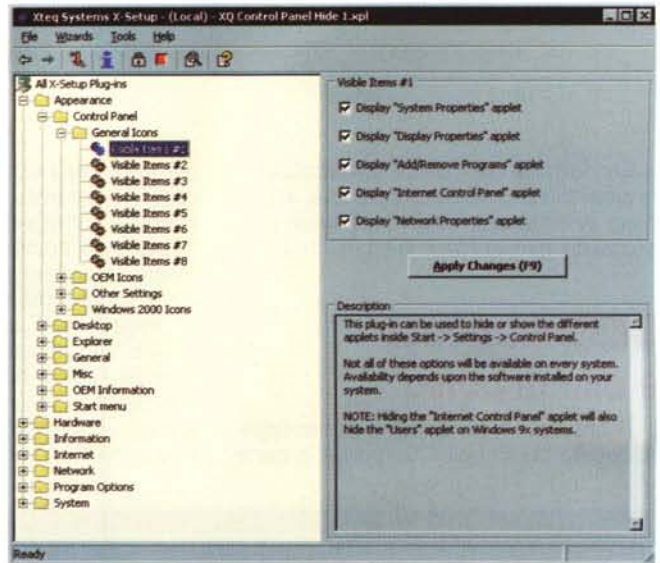 Xteq Systems X-Setup - (Local) - XQ Control Panel Hide 1.xpl
File Wizards Tools Help
All X-Setup Plug-ins
Appearance
Control Panel
General Icons
Visible Items #1
Visible Items #2
Visible Items #3
Visible Items #4
Visible Items #5
Visible Items #6
Visible Items #7
Visible Items #8
OEM Icons
Other Settings
Windows 2000 Icons
Desktop
Explorer
General
Misc
OEM Information
Start menu
Hardware
Information
Internet
Network
Program Options
System
Visible Items #1
Display "System Properties" applet
Display "Display Properties" applet
Display "Add/Remove Programs" applet
Display "Internet Control Panel" applet
Display "Network Properties" applet
Apply Changes (F9)
Description
This plug-in can be used to hide or show the different
applets inside Start -> Settings -> Control Panel.
Not all of these options will be available on every system.
Availability depends upon the software installed on your
system.
NOTE: Hiding the "Internet Control Panel" applet will also
hide the "Users" applet on Windows 9x systems.
Ready